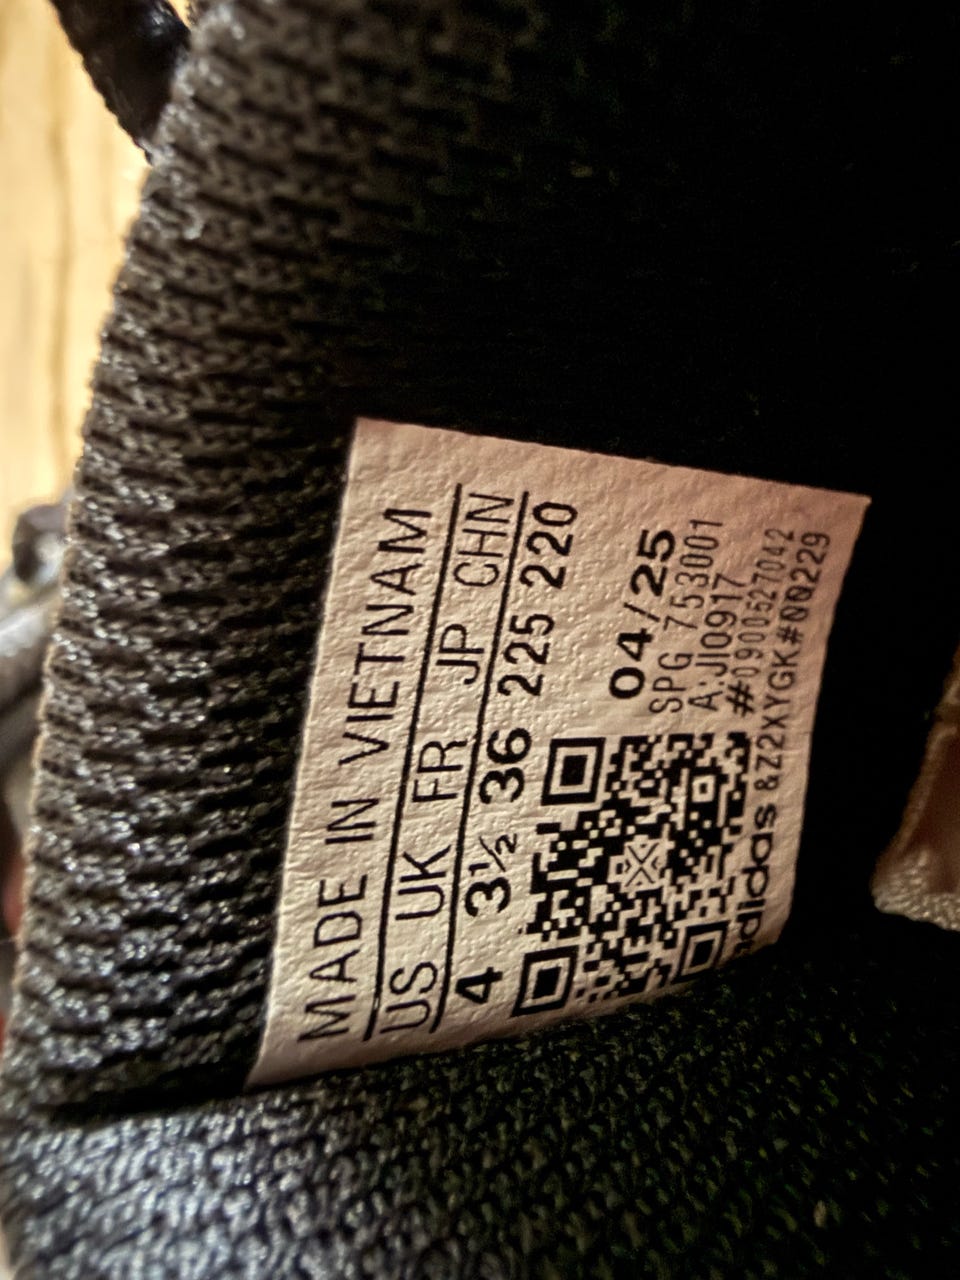 MADE IN VIETNAM
US UK FR JP CHN
4 3½ 36 225 220
04/25
SPG 753001
A:JI0917
#0900527042
adidas &Z2XYGK#00229